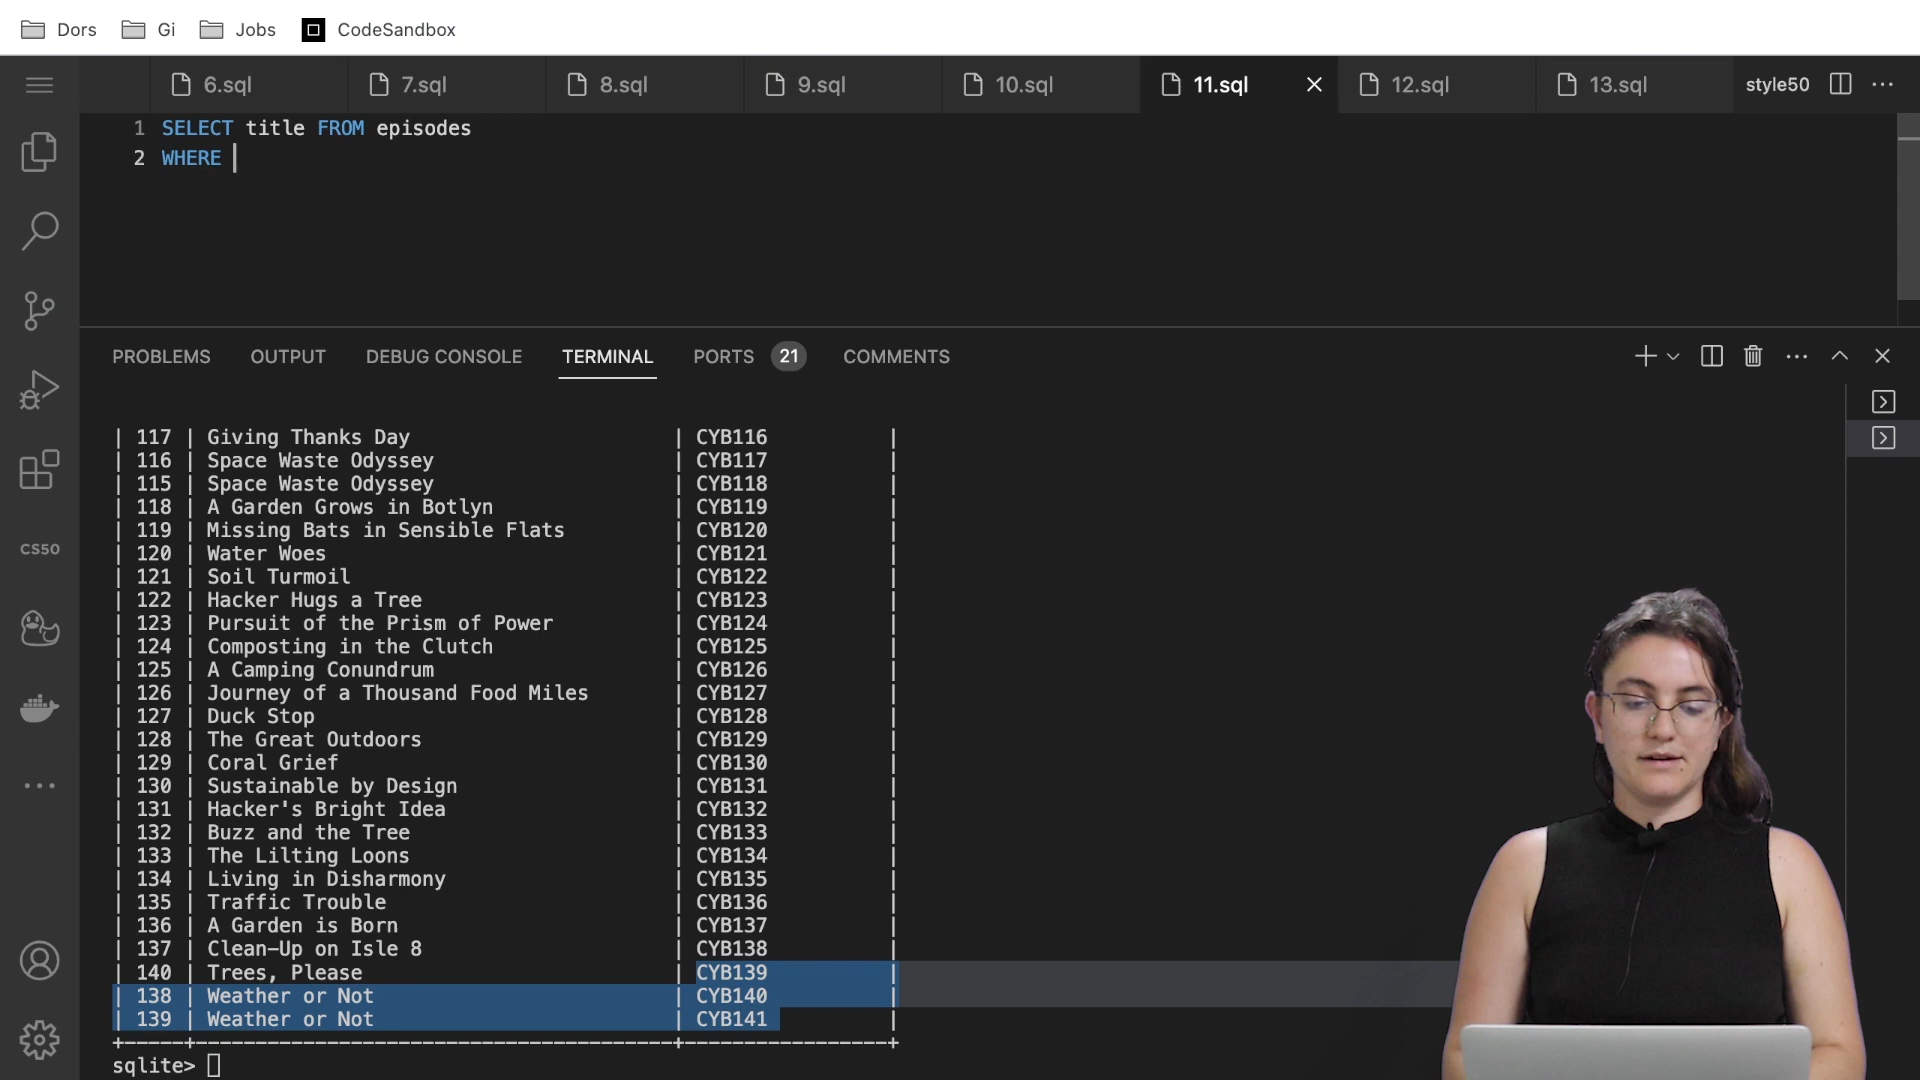 Dors Gi Jobs CodeSandbox
6.sql 7.sql 8.sql 9.sql 10.sql 11.sql 12.sql 13.sql style50
1 SELECT title FROM episodes
2 WHERE
PROBLEMS OUTPUT DEBUG CONSOLE TERMINAL PORTS 21 COMMENTS
| 117 | Giving Thanks Day | CYB116 |
| 116 | Space Waste Odyssey | CYB117 |
| 115 | Space Waste Odyssey | CYB118 |
| 118 | A Garden Grows in Botlyn | CYB119 |
| 119 | Missing Bats in Sensible Flats | CYB120 |
| 120 | Water Woes | CYB121 |
| 121 | Soil Turmoil | CYB122 |
| 122 | Hacker Hugs a Tree | CYB123 |
| 123 | Pursuit of the Prism of Power | CYB124 |
| 124 | Composting in the Clutch | CYB125 |
| 125 | A Camping Conundrum | CYB126 |
| 126 | Journey of a Thousand Food Miles | CYB127 |
| 127 | Duck Stop | CYB128 |
| 128 | The Great Outdoors | CYB129 |
| 129 | Coral Grief | CYB130 |
| 130 | Sustainable by Design | CYB131 |
| 131 | Hacker's Bright Idea | CYB132 |
| 132 | Buzz and the Tree | CYB133 |
| 133 | The Lilting Loons | CYB134 |
| 134 | Living in Disharmony | CYB135 |
| 135 | Traffic Trouble | CYB136 |
| 136 | A Garden is Born | CYB137 |
| 137 | Clean-Up on Isle 8 | CYB138 |
| 140 | Trees, Please | CYB139 |
| 138 | Weather or Not | CYB140 |
| 139 | Weather or Not | CYB141 |
sqlite>
CS50